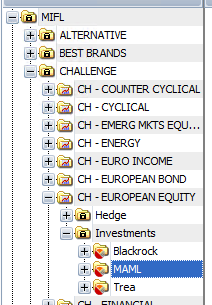 MIFL
ALTERNATIVE
BEST BRANDS
CHALLENGE
CH - COUNTER CYCLICAL
CH - CYCLICAL
CH - EMERG MKTS EQU...
CH - ENERGY
CH - EURO INCOME
CH - EUROPEAN BOND
CH - EUROPEAN EQUITY
Hedge
Investments
Blackrock
MAML
Trea
CH - FINANCIAL